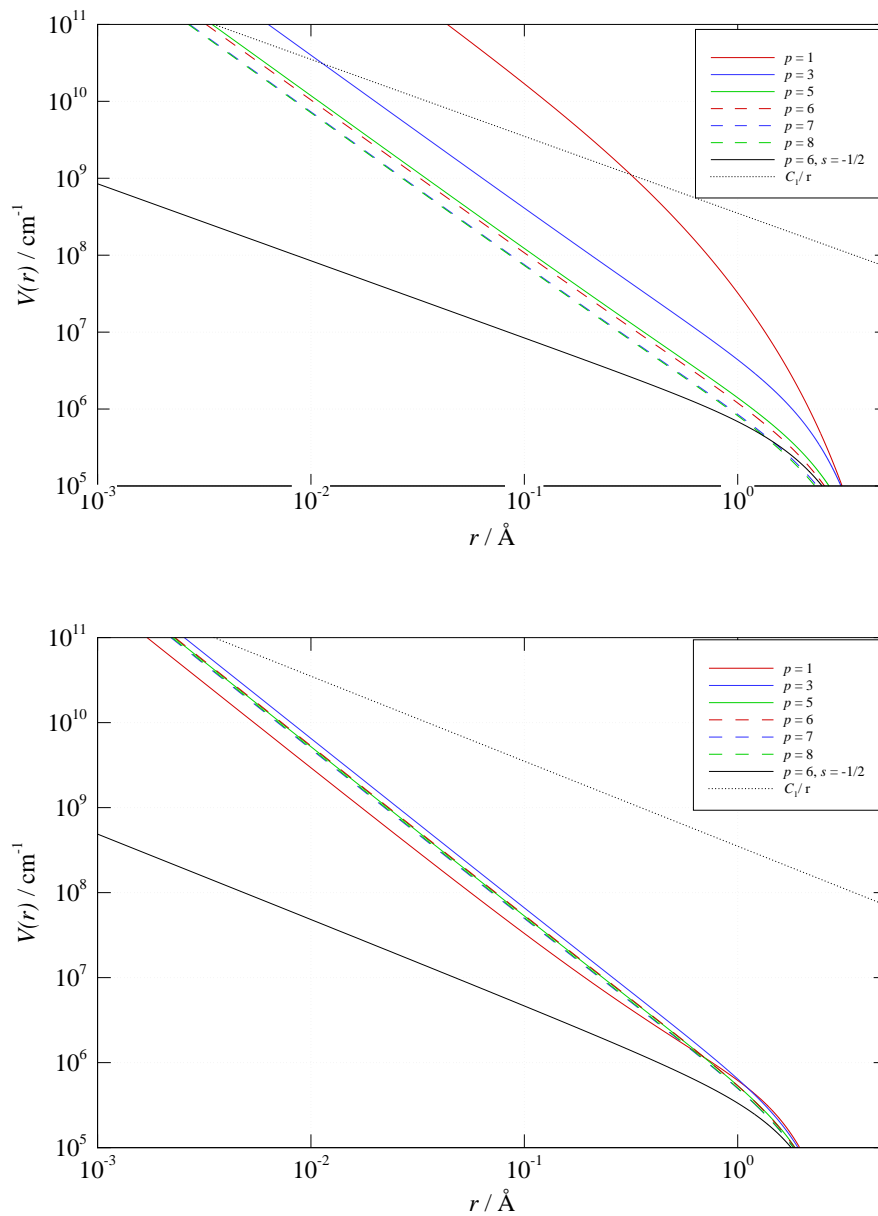 10^11
10^10
10^9
10^8
10^7
10^6
10^5
V(r) / cm^-1
10^-3
10^-2
10^-1
10^0
r / Å
p = 1
p = 3
p = 5
p = 6
p = 7
p = 8
p = 6, s = -1/2
C_1/ r
10^11
10^10
10^9
10^8
10^7
10^6
10^5
V(r) / cm^-1
10^-3
10^-2
10^-1
10^0
r / Å
p = 1
p = 3
p = 5
p = 6
p = 7
p = 8
p = 6, s = -1/2
C_1/ r